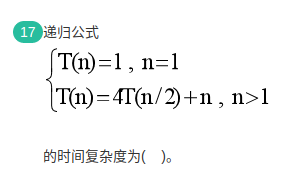 17 递归公式
T(n)=1 , n=1
T(n)=4T(n/2)+n , n>1
的时间复杂度为( )。